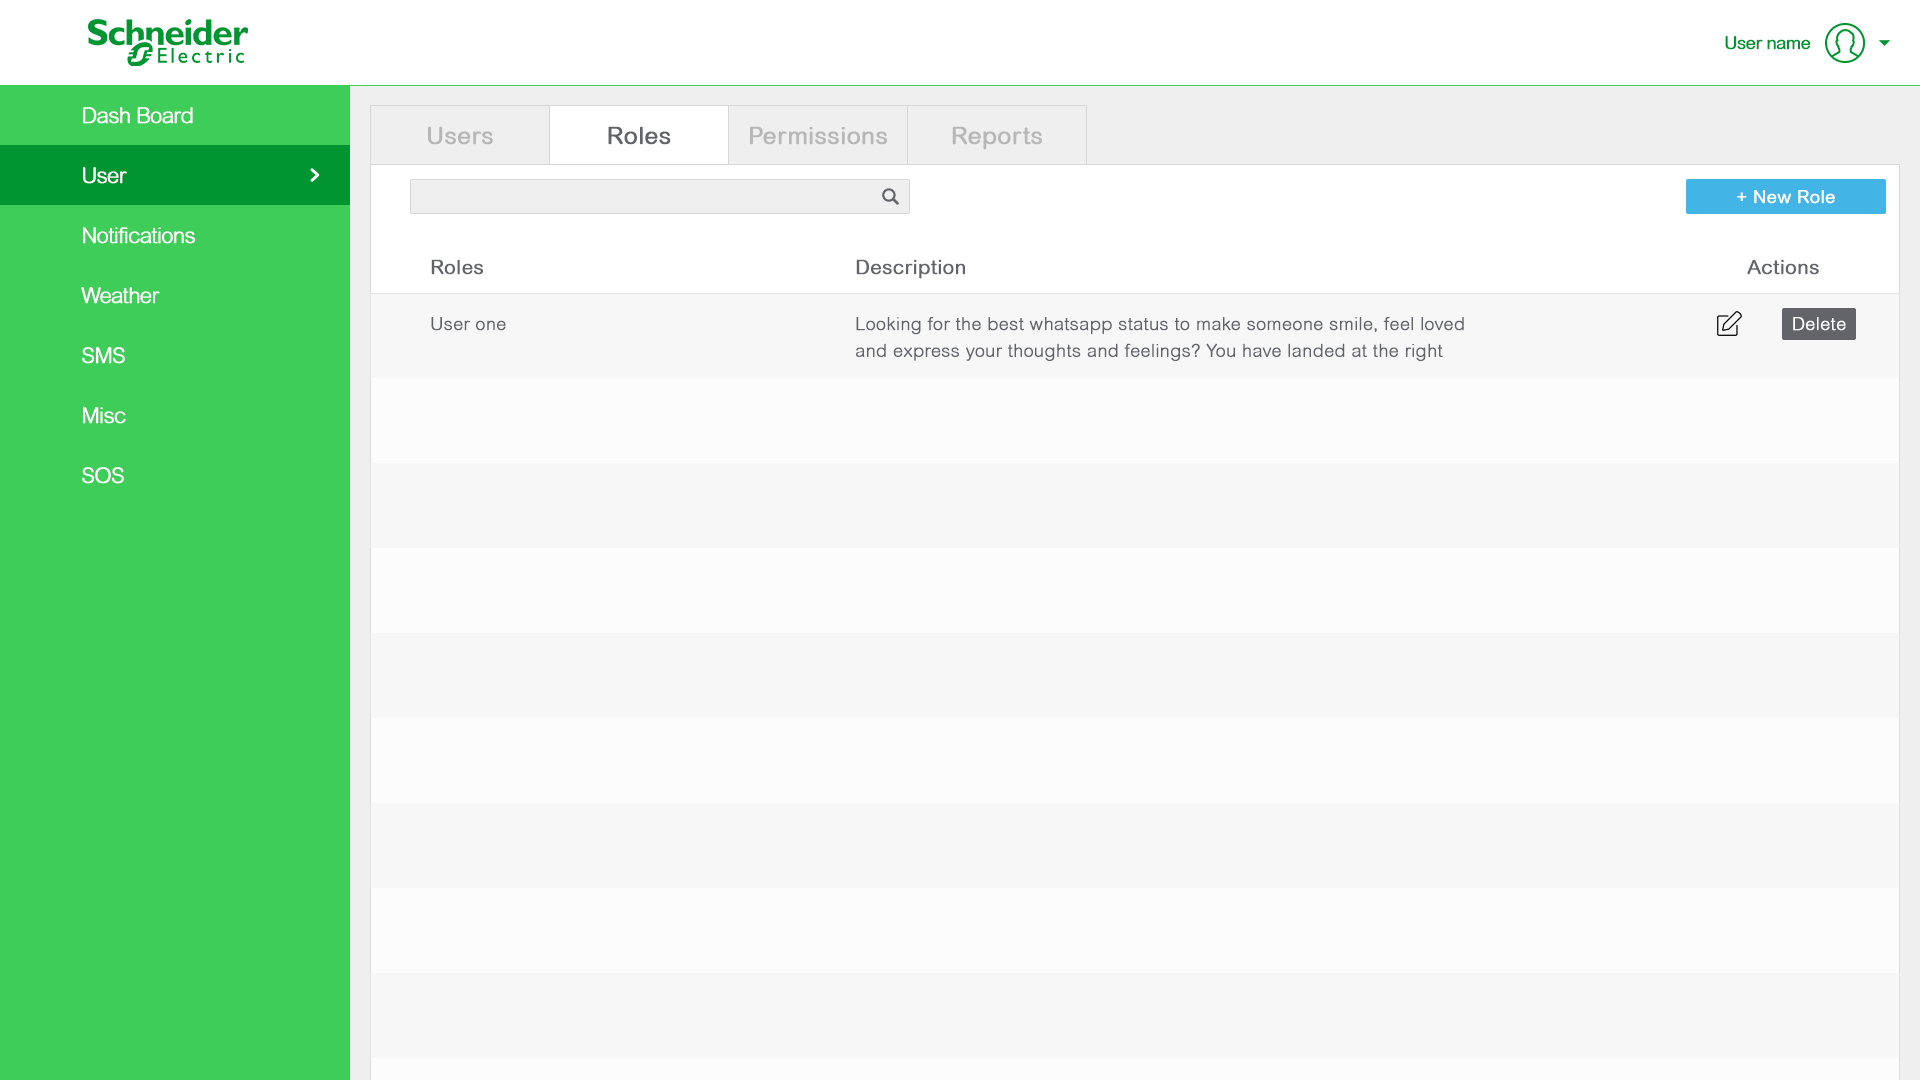 Schneider
Electric
User name
Dash Board
User
Notifications
Weather
SMS
Misc
SOS
Users
Roles
Permissions
Reports
+ New Role
Roles
Description
Actions
User one
Looking for the best whatsapp status to make someone smile, feel loved
and express your thoughts and feelings? You have landed at the right
Delete